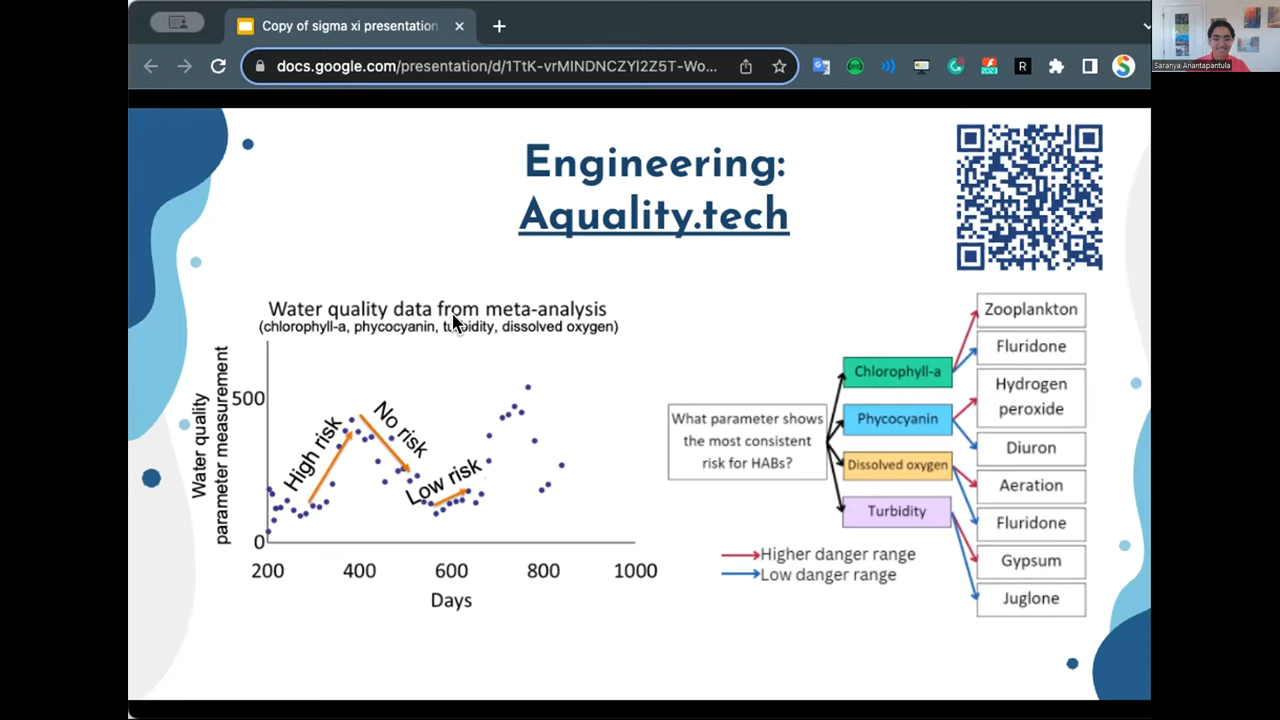 Copy of sigma xi presentation
docs.google.com/presentation/d/1TtK-vrMINDNCZYI2Z5T-Wo...
R
Saranya Anantapantula
Engineering:
Aquality.tech
Water quality data from meta-analysis
(chlorophyll-a, phycocyanin, turbidity, dissolved oxygen)
Water quality
parameter measurement
500
0
High risk
No risk
Low risk
200
400
600
800
1000
Days
What parameter shows
the most consistent
risk for HABs?
Chlorophyll-a
Phycocyanin
Dissolved oxygen
Turbidity
Zooplankton
Fluridone
Hydrogen
peroxide
Diuron
Aeration
Fluridone
Gypsum
Juglone
Higher danger range
Low danger range